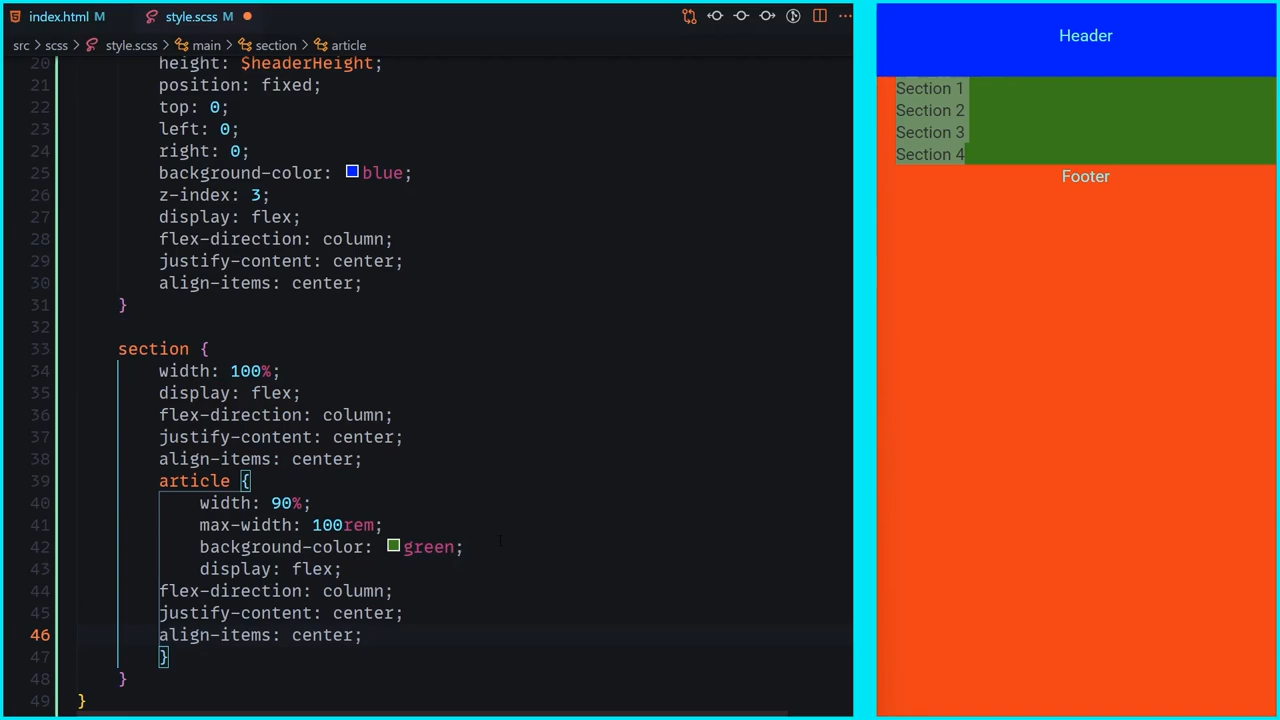 index.html M
style.scss M
src > scss > style.scss > main > section > article
20 height: $headerHeight;
21 position: fixed;
22 top: 0;
23 left: 0;
24 right: 0;
25 background-color: blue;
26 z-index: 3;
27 display: flex;
28 flex-direction: column;
29 justify-content: center;
30 align-items: center;
31 }
32
33 section {
34 width: 100%;
35 display: flex;
36 flex-direction: column;
37 justify-content: center;
38 align-items: center;
39 article {
40 width: 90%;
41 max-width: 100rem;
42 background-color: green;
43 display: flex;
44 flex-direction: column;
45 justify-content: center;
46 align-items: center;
47 }
48 }
49 }
Header
Section 1
Section 2
Section 3
Section 4
Footer